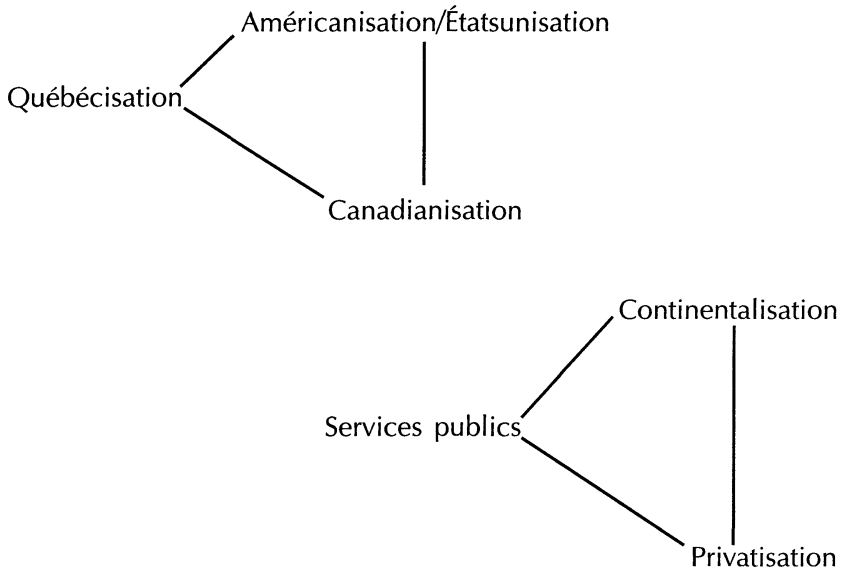 Américanisation/Étatsunisation
Québécisation
Canadianisation
Continentalisation
Services publics
Privatisation